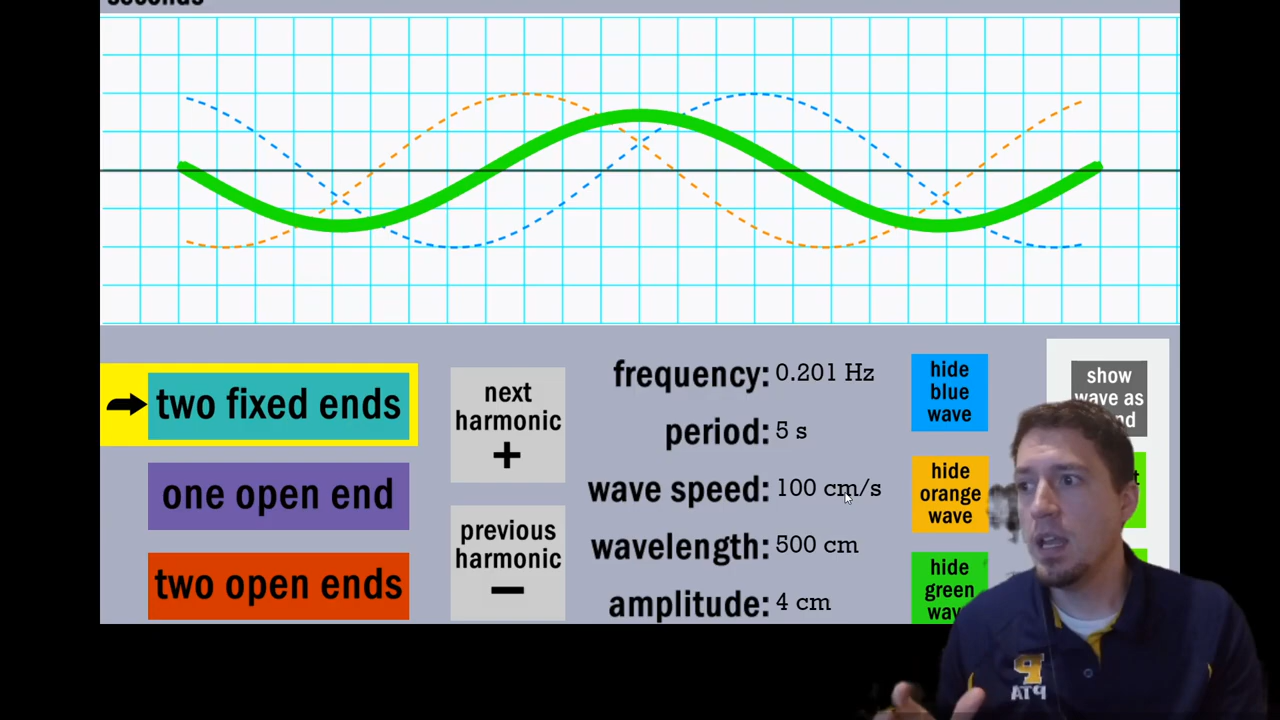 seconds
two fixed ends
one open end
two open ends
next
harmonic
+
previous
harmonic
–
frequency: 0.201 Hz
period: 5 s
wave speed: 100 cm/s
wavelength: 500 cm
amplitude: 4 cm
hide
blue
wave
hide
orange
wave
hide
green
show
wave as
P
PTA